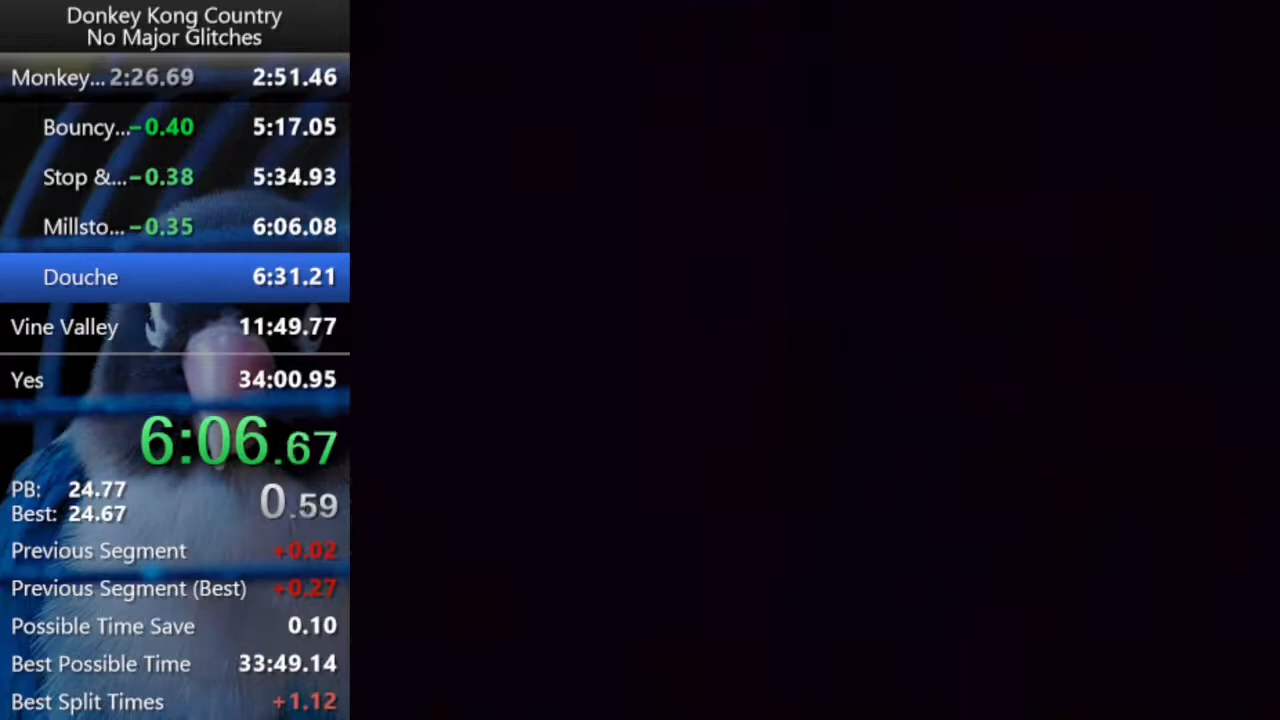 Donkey Kong Country
No Major Glitches
Monkey... 2:26.69 2:51.46
Bouncy... -0.40 5:17.05
Stop &... -0.38 5:34.93
Millsto... -0.35 6:06.08
Douche 6:31.21
Vine Valley 11:49.77
Yes 34:00.95
6:06.67
PB: 24.77
Best: 24.67
0.59
Previous Segment +0.02
Previous Segment (Best) +0.27
Possible Time Save 0.10
Best Possible Time 33:49.14
Best Split Times +1.12